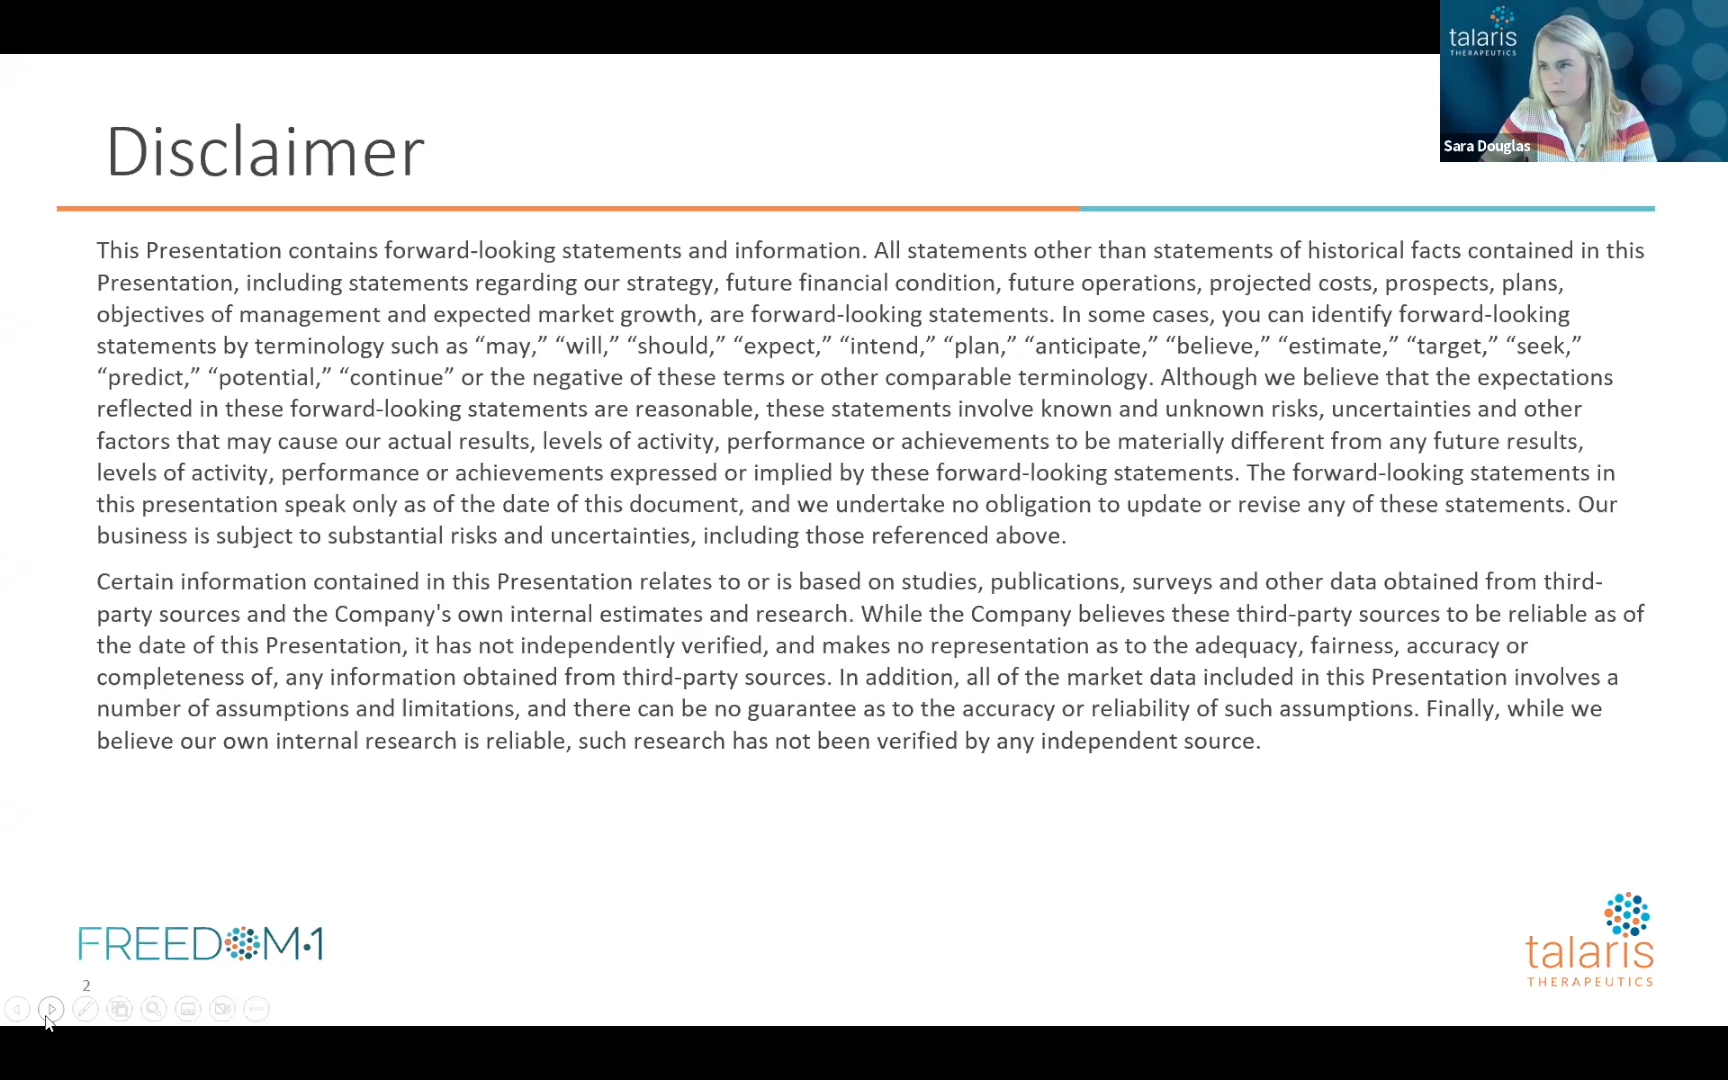 talaris
THERAPEUTICS
Sara Douglas
Disclaimer
This Presentation contains forward-looking statements and information. All statements other than statements of historical facts contained in this
Presentation, including statements regarding our strategy, future financial condition, future operations, projected costs, prospects, plans,
objectives of management and expected market growth, are forward-looking statements. In some cases, you can identify forward-looking
statements by terminology such as “may,” “will,” “should,” “expect,” “intend,” “plan,” “anticipate,” “believe,” “estimate,” “target,” “seek,”
“predict,” “potential,” “continue” or the negative of these terms or other comparable terminology. Although we believe that the expectations
reflected in these forward-looking statements are reasonable, these statements involve known and unknown risks, uncertainties and other
factors that may cause our actual results, levels of activity, performance or achievements to be materially different from any future results,
levels of activity, performance or achievements expressed or implied by these forward-looking statements. The forward-looking statements in
this presentation speak only as of the date of this document, and we undertake no obligation to update or revise any of these statements. Our
business is subject to substantial risks and uncertainties, including those referenced above.
Certain information contained in this Presentation relates to or is based on studies, publications, surveys and other data obtained from third-
party sources and the Company's own internal estimates and research. While the Company believes these third-party sources to be reliable as of
the date of this Presentation, it has not independently verified, and makes no representation as to the adequacy, fairness, accuracy or
completeness of, any information obtained from third-party sources. In addition, all of the market data included in this Presentation involves a
number of assumptions and limitations, and there can be no guarantee as to the accuracy or reliability of such assumptions. Finally, while we
believe our own internal research is reliable, such research has not been verified by any independent source.
FREEDOM·1
talaris
THERAPEUTICS
2